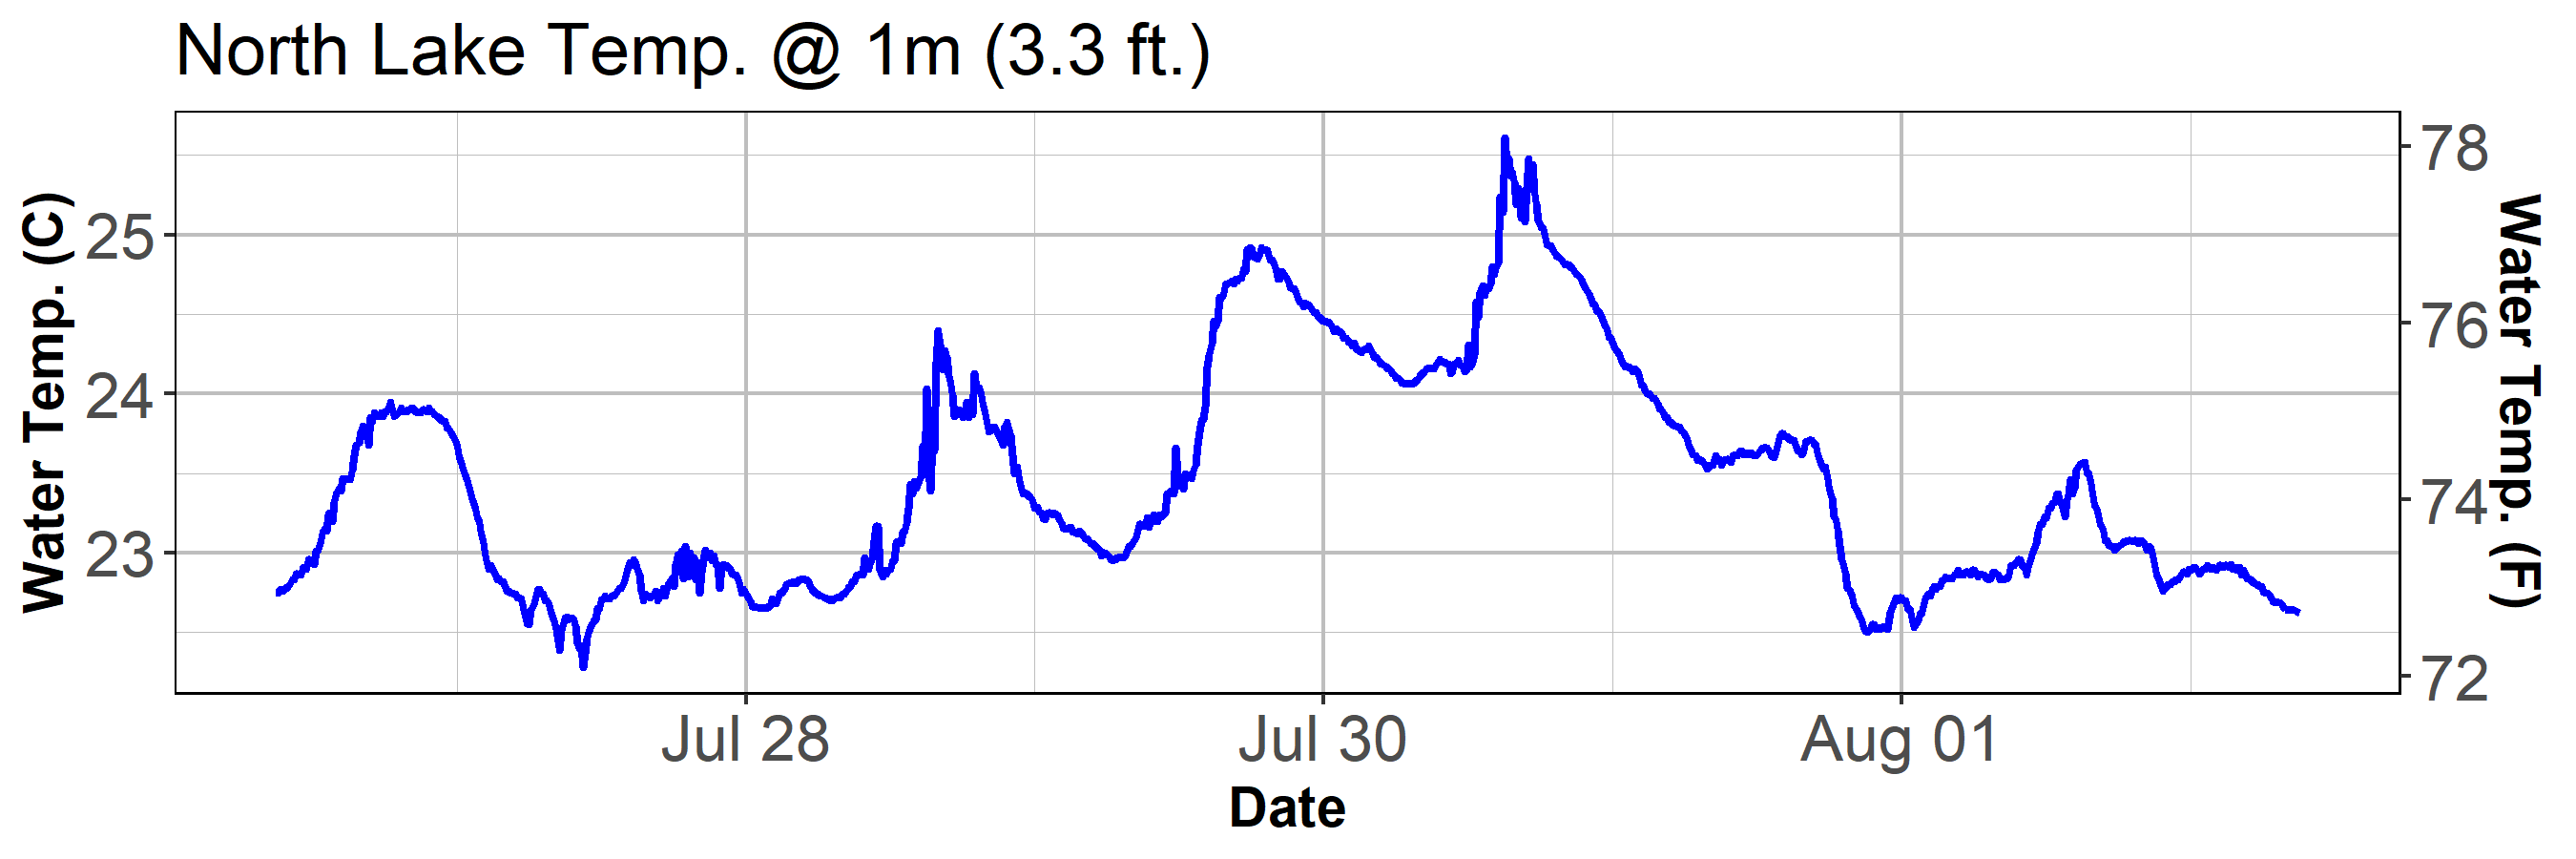 North Lake Temp. @ 1m (3.3 ft.)
Water Temp. (C)
25
24
23
78
76
74
72
Water Temp. (F)
Jul 28
Jul 30
Aug 01
Date